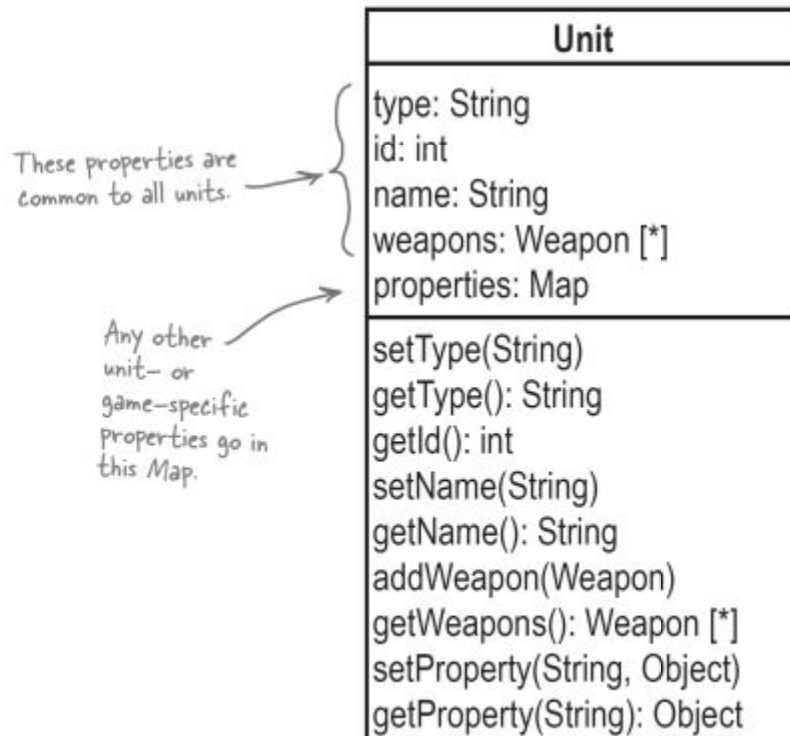 Unit
type: String
id: int
name: String
weapons: Weapon [*]
properties: Map
These properties are
common to all units.
Any other
unit- or
game-specific
properties go in
this Map.
setType(String)
getType(): String
getId(): int
setName(String)
getName(): String
addWeapon(Weapon)
getWeapons(): Weapon [*]
setProperty(String, Object)
getProperty(String): Object